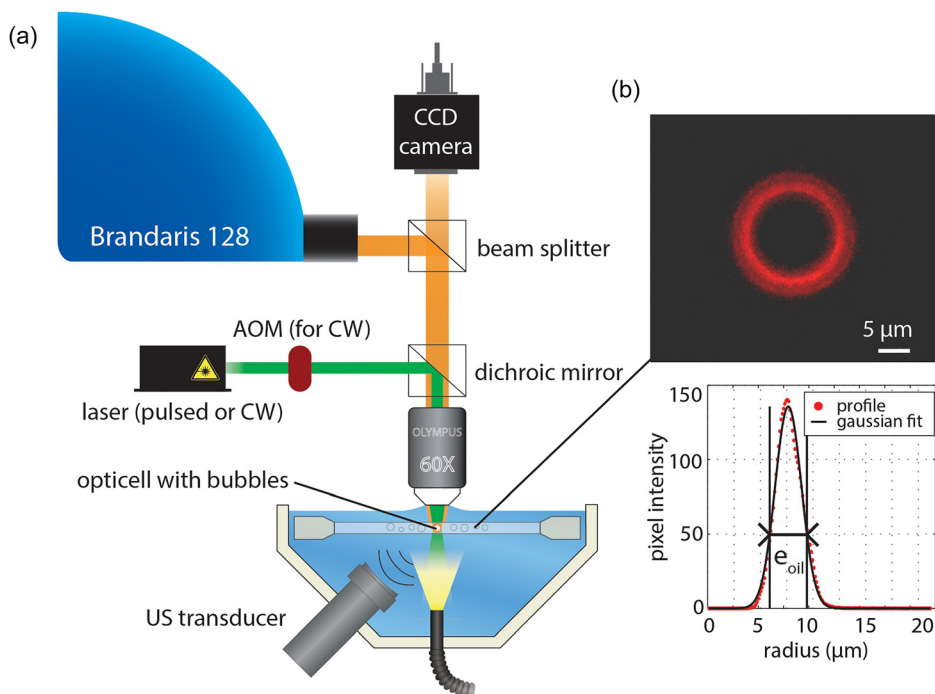 (a)
CCD
camera
Brandaris 128
beam splitter
AOM (for CW)
dichroic mirror
laser (pulsed or CW)
OLYMPUS
60X
opticell with bubbles
US transducer
(b)
5 µm
150
profile
gaussian fit
100
pixel intensity
50
e oil
0
0 5 10 15 20
radius (µm)